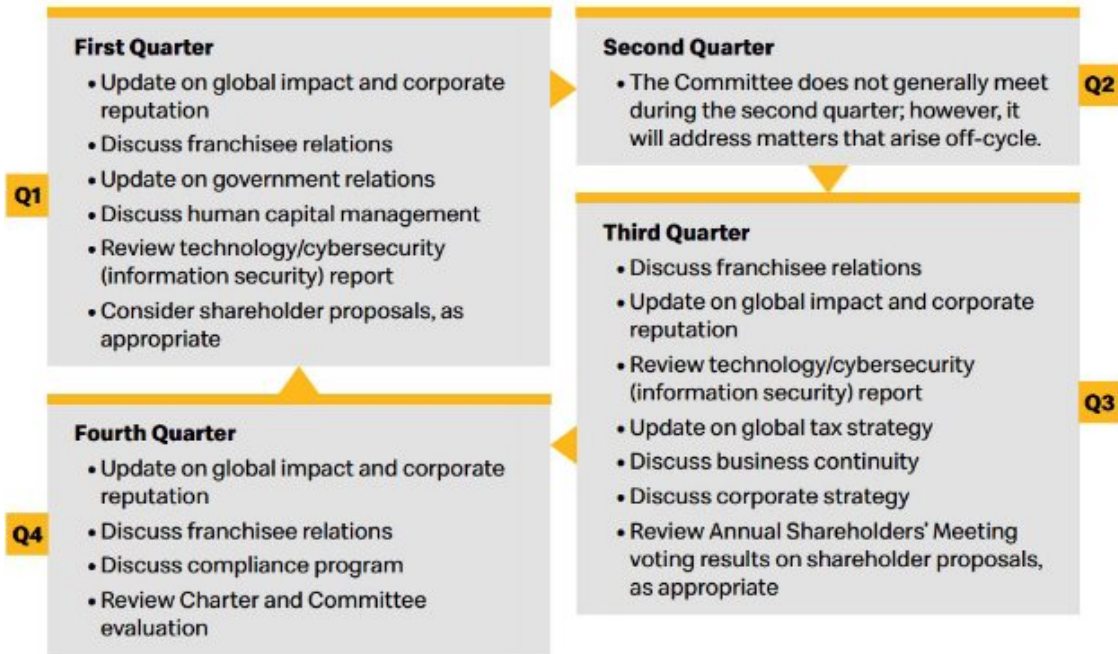 Q1
First Quarter
• Update on global impact and corporate
reputation
• Discuss franchisee relations
• Update on government relations
• Discuss human capital management
• Review technology/cybersecurity
(information security) report
• Consider shareholder proposals, as
appropriate
Q2
Second Quarter
• The Committee does not generally meet
during the second quarter; however, it
will address matters that arise off-cycle.
Q3
Third Quarter
• Discuss franchisee relations
• Update on global impact and corporate
reputation
• Review technology/cybersecurity
(information security) report
• Update on global tax strategy
• Discuss business continuity
• Discuss corporate strategy
• Review Annual Shareholders’ Meeting
voting results on shareholder proposals,
as appropriate
Q4
Fourth Quarter
• Update on global impact and corporate
reputation
• Discuss franchisee relations
• Discuss compliance program
• Review Charter and Committee
evaluation